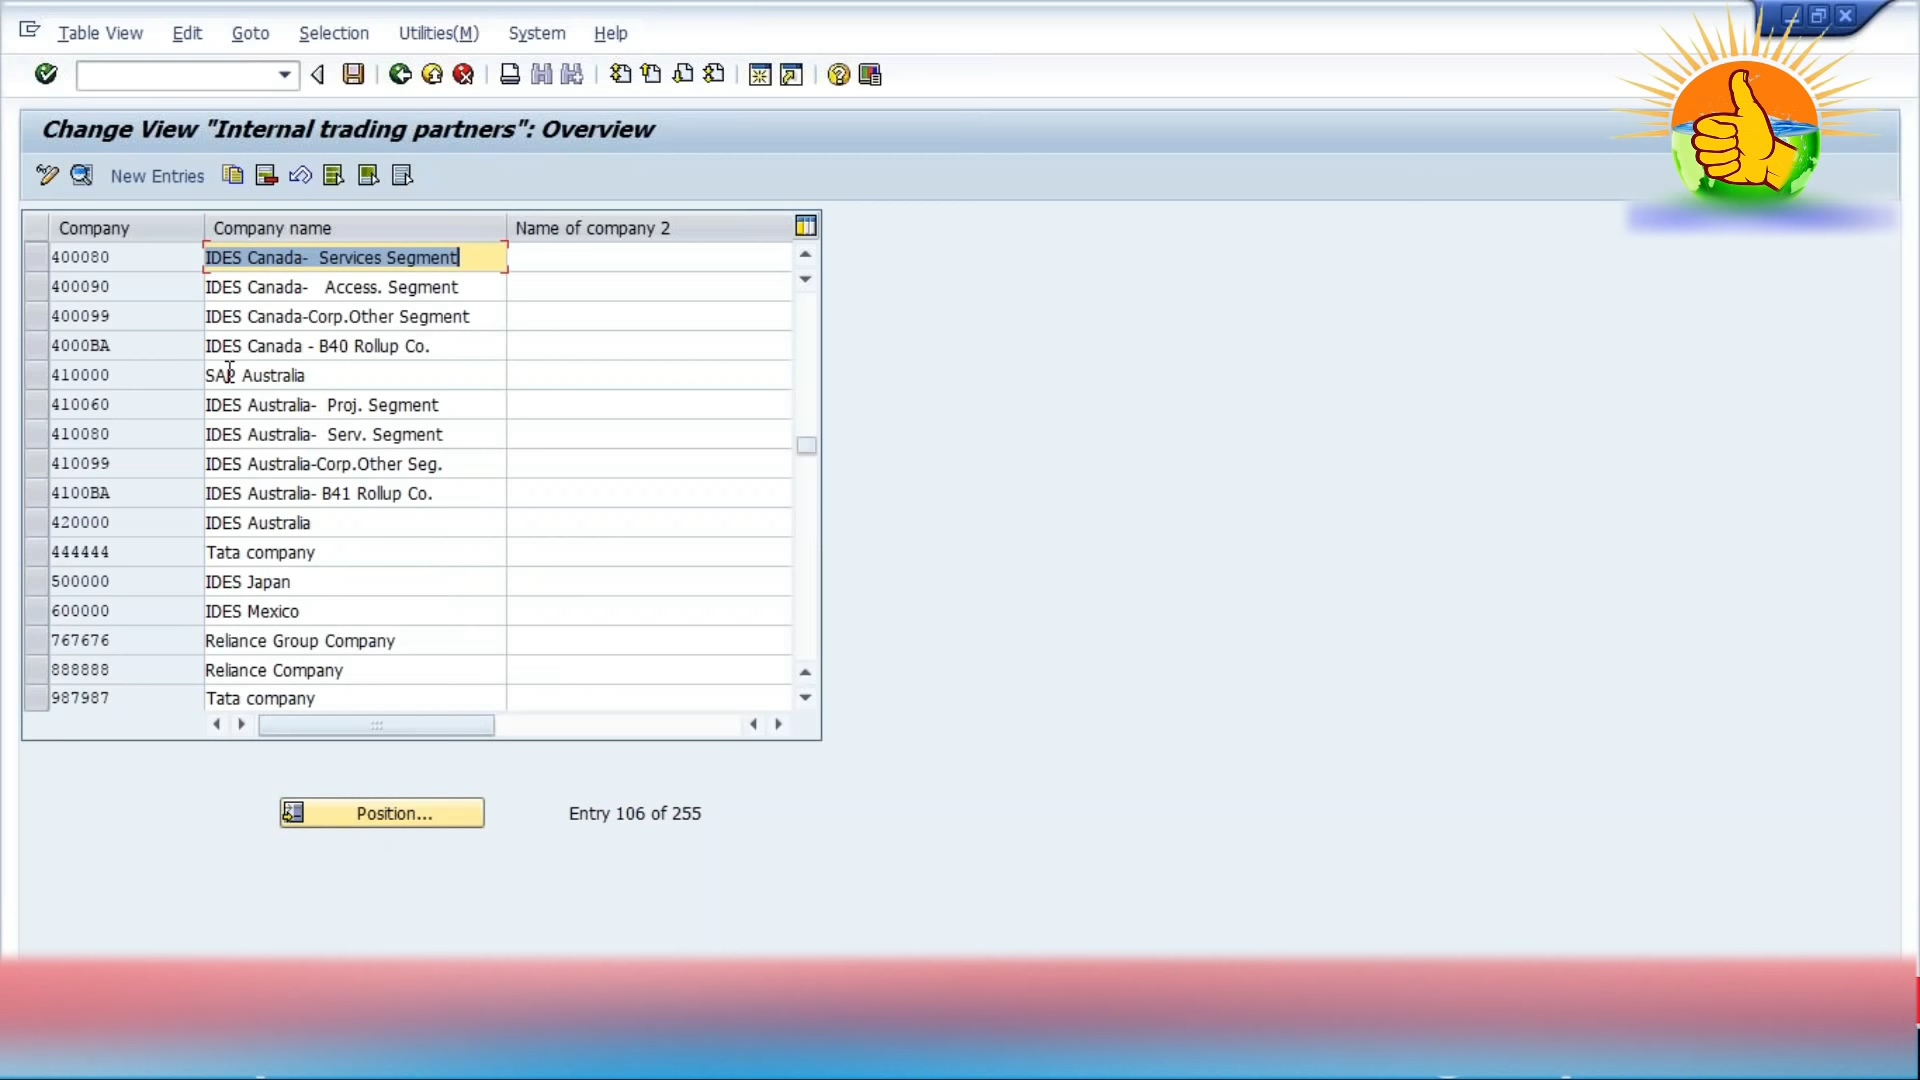 Table View Edit Goto Selection Utilities(M) System Help
Change View "Internal trading partners": Overview
New Entries
Company Company name Name of company 2
400080 IDES Canada-  Services Segment
400090 IDES Canada-   Access. Segment
400099 IDES Canada-Corp.Other Segment
4000BA IDES Canada - B40 Rollup Co.
410000 SAP Australia
410060 IDES Australia-  Proj. Segment
410080 IDES Australia-  Serv. Segment
410099 IDES Australia-Corp.Other Seg.
4100BA IDES Australia- B41 Rollup Co.
420000 IDES Australia
444444 Tata company
500000 IDES Japan
600000 IDES Mexico
767676 Reliance Group Company
888888 Reliance Company
987987 Tata company
Position... Entry 106 of 255